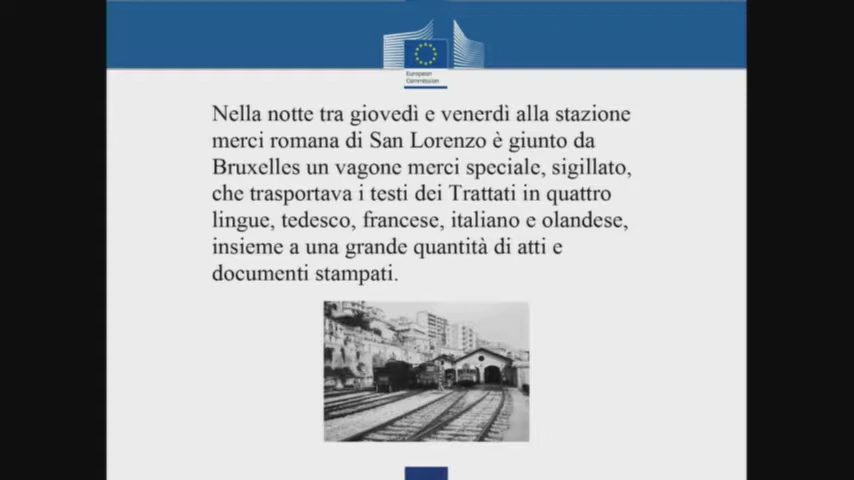 European
Commission
Nella notte tra giovedì e venerdì alla stazione
merci romana di San Lorenzo è giunto da
Bruxelles un vagone merci speciale, sigillato,
che trasportava i testi dei Trattati in quattro
lingue, tedesco, francese, italiano e olandese,
insieme a una grande quantità di atti e
documenti stampati.